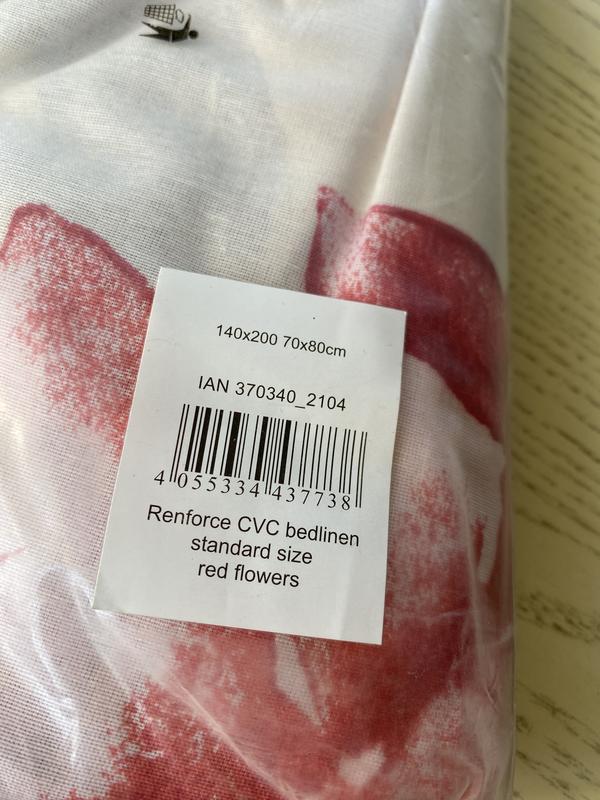 140x200 70x80cm
IAN 370340_2104
4 055334 437738
Renforce CVC bedlinen
standard size
red flowers